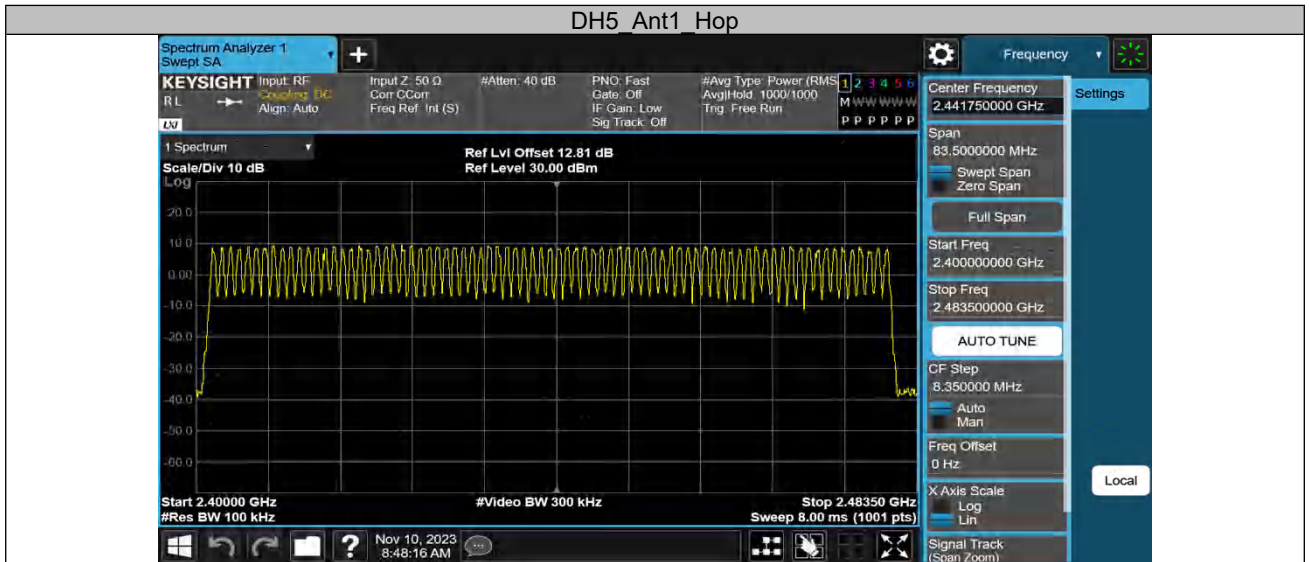 DH5_Ant1_Hop
Spectrum Analyzer 1
Swept SA
+
Frequency
KEYSIGHT
RL
LXI
Input: RF
Coupling: DC
Align: Auto
Input Z: 50 Ω
Corr CCorr
Freq Ref: Int (S)
#Atten: 40 dB
PNO: Fast
Gate: Off
IF Gain: Low
Sig Track: Off
#Avg Type: Power (RMS
Avg|Hold: 1000/1000
Trig: Free Run
1 2 3 4 5 6
M W W W W W
P P P P P P
1 Spectrum
Scale/Div 10 dB
Ref Lvl Offset 12.81 dB
Ref Level 30.00 dBm
Log
20.0
10.0
0.00
-10.0
-20.0
-30.0
-40.0
-50.0
-60.0
Start 2.40000 GHz
#Res BW 100 kHz
#Video BW 300 kHz
Stop 2.48350 GHz
Sweep 8.00 ms (1001 pts)
Center Frequency
2.441750000 GHz
Settings
Span
83.5000000 MHz
Swept Span
Zero Span
Full Span
Start Freq
2.400000000 GHz
Stop Freq
2.483500000 GHz
AUTO TUNE
CF Step
8.350000 MHz
Auto
Man
Freq Offset
0 Hz
X Axis Scale
Log
Lin
Local
Signal Track
(Span Zoom)
?
Nov 10, 2023
8:48:16 AM